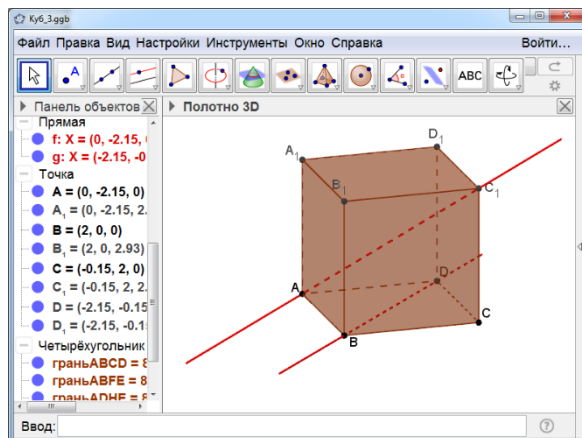 Куб_3.ggb
Файл Правка Вид Настройки Инструменты Окно Справка Войти...
A ABC
Панель объектов
Полотно 3D
Прямая
f: X = (0, -2.15,
g: X = (-2.15, -0
Точка
A = (0, -2.15, 0)
A₁ = (0, -2.15, 2.
B = (2, 0, 0)
B₁ = (2, 0, 2.93)
C = (-0.15, 2, 0)
C₁ = (-0.15, 2, 2.
D = (-2.15, -0.15
D₁ = (-2.15, -0.1
Четырёхугольник
граньABCD = 8
граньABFE = 8
граньADHE = 8
D₁
A₁
B₁
C₁
A
D
B
C
Ввод: